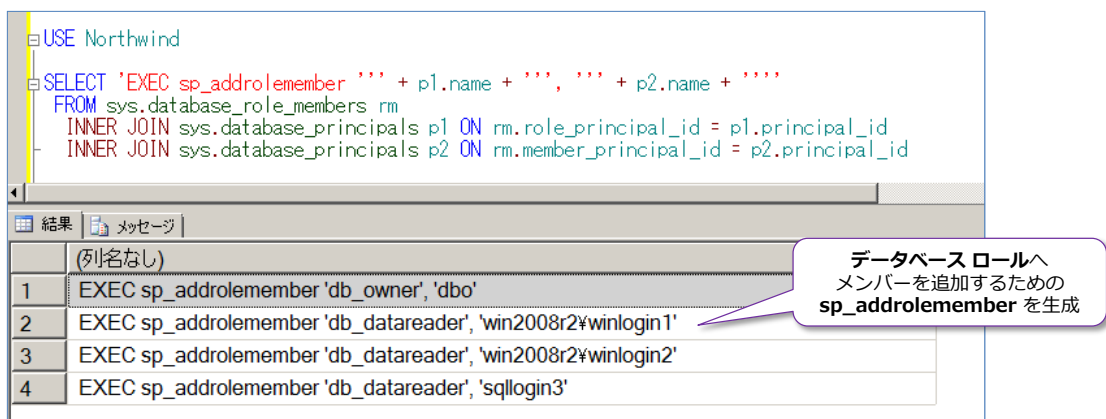 USE Northwind
SELECT 'EXEC sp_addrolemember ''' + p1.name + ''', ''' + p2.name + ''''
FROM sys.database_role_members rm
INNER JOIN sys.database_principals p1 ON rm.role_principal_id = p1.principal_id
INNER JOIN sys.database_principals p2 ON rm.member_principal_id = p2.principal_id
結果 メッセージ
(列名なし)
1 EXEC sp_addrolemember 'db_owner', 'dbo'
2 EXEC sp_addrolemember 'db_datareader', 'win2008r2¥winlogin1'
3 EXEC sp_addrolemember 'db_datareader', 'win2008r2¥winlogin2'
4 EXEC sp_addrolemember 'db_datareader', 'sqllogin3'
データベース ロールへ
メンバーを追加するための
sp_addrolemember を生成